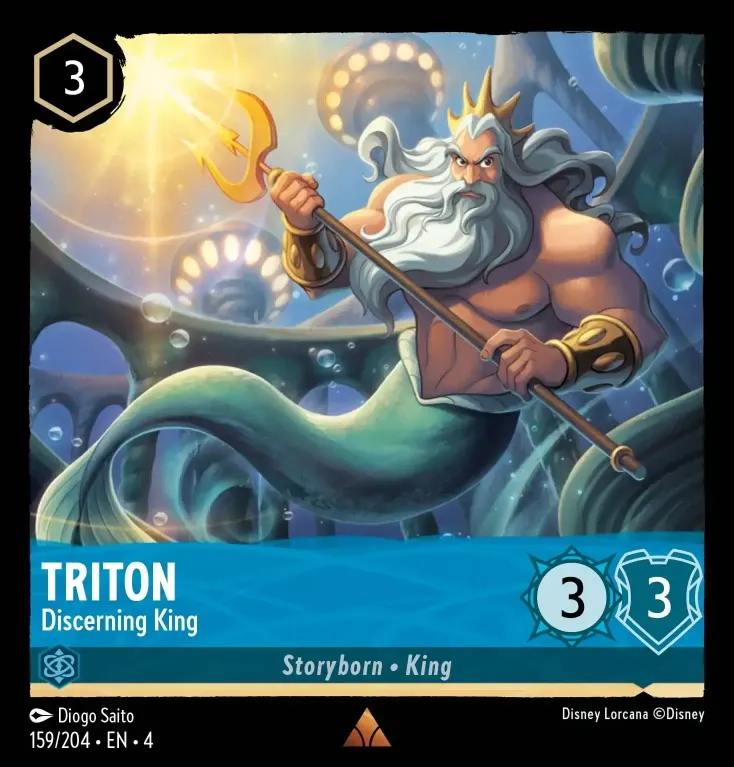 3
TRITON
Discerning King
3
3
Storyborn • King
Diogo Saito
Disney Lorcana ©Disney
159/204 • EN • 4